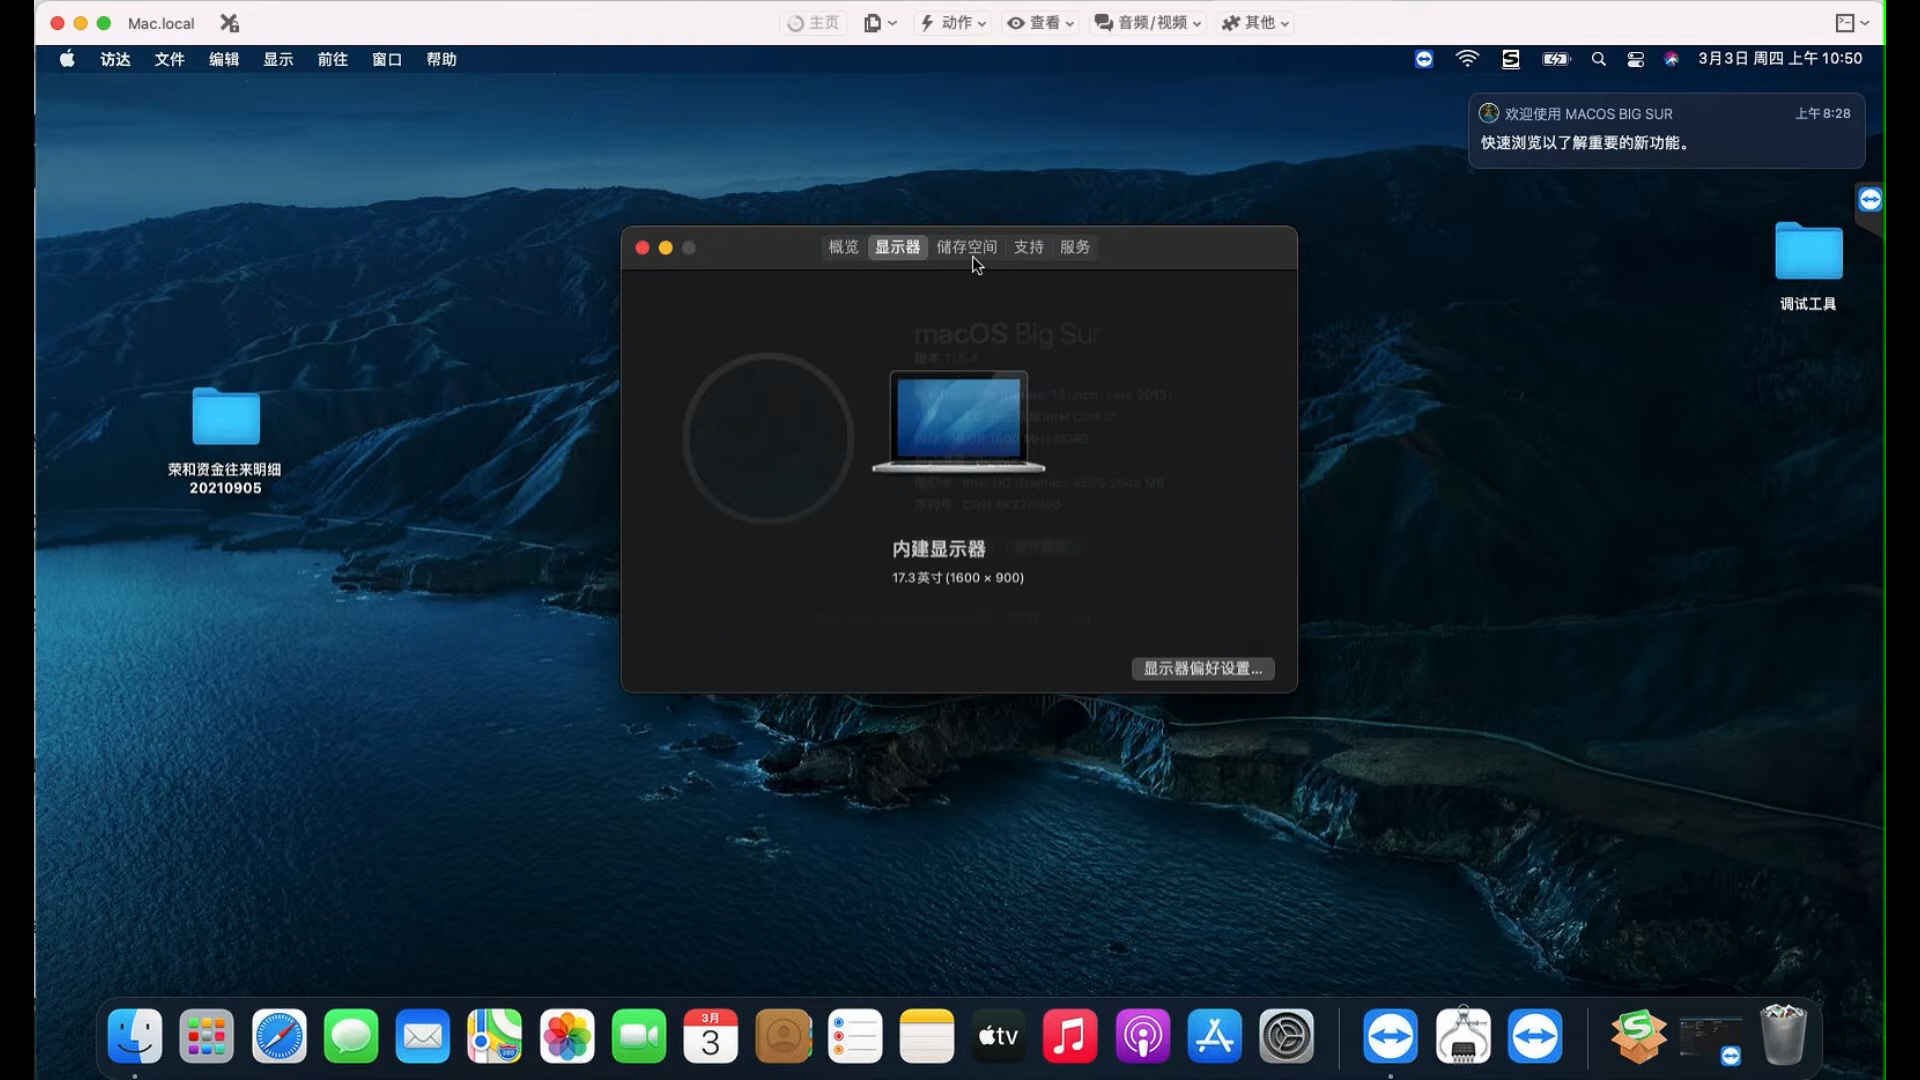 Mac.local
主页
动作
查看
音频/视频
其他
访达 文件 编辑 显示 前往 窗口 帮助
3月3日 周四 上午10:50
欢迎使用 MACOS BIG SUR 上午8:28
快速浏览以了解重要的新功能。
调试工具
荣和资金往来明细
20210905
概览 显示器 储存空间 支持 服务
macOS Big Sur
内建显示器
17.3英寸 (1600 × 900)
显示器偏好设置...
3月
3
tv